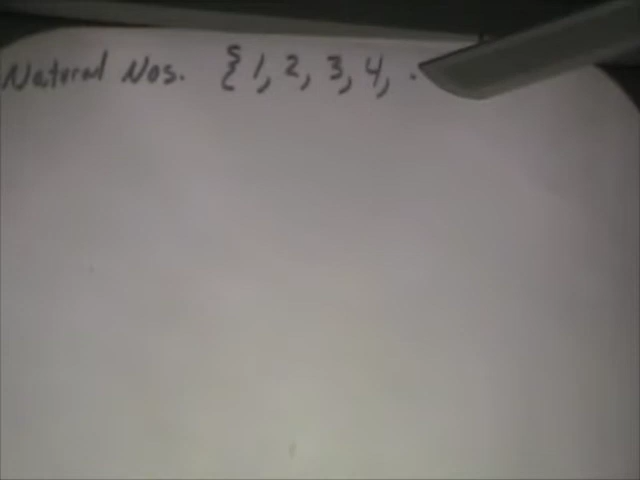 Natural Nos. {1, 2, 3, 4, .